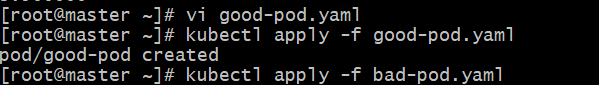 [root@master ~]# vi good-pod.yaml
[root@master ~]# kubectl apply -f good-pod.yaml
pod/good-pod created
[root@master ~]# kubectl apply -f bad-pod.yaml